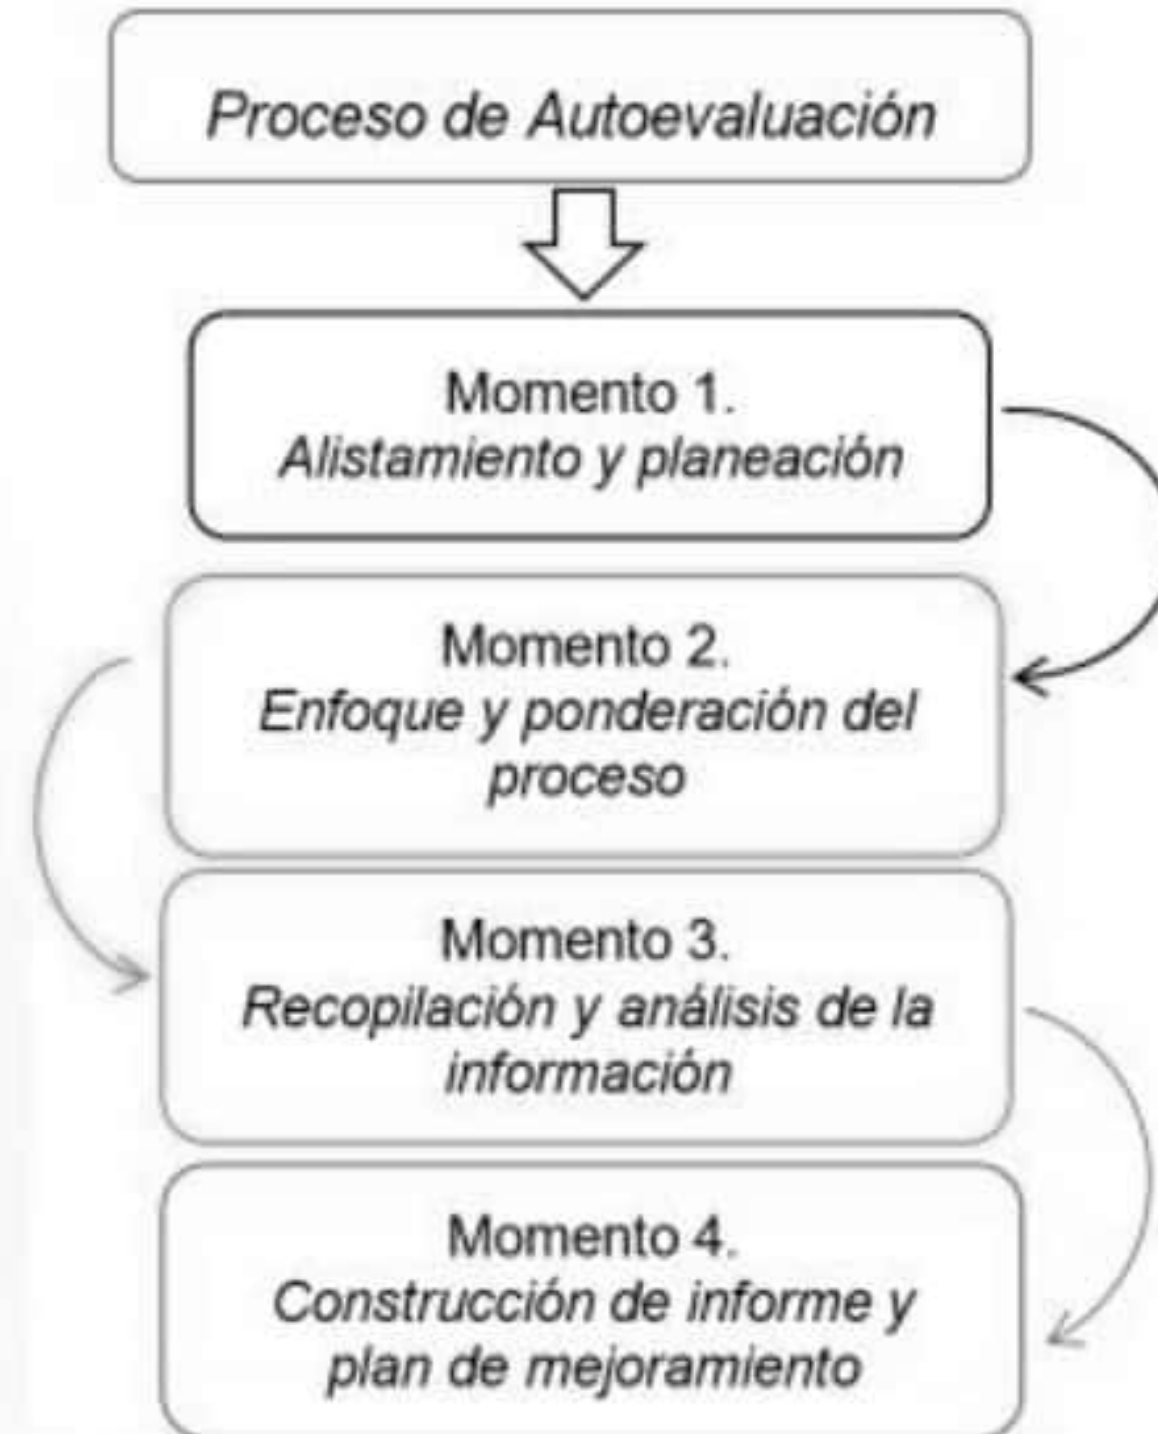 Proceso de Autoevaluación
Momento 1.
Alistamiento y planeación
Momento 2.
Enfoque y ponderación del
proceso
Momento 3.
Recopilación y análisis de la
información
Momento 4.
Construcción de informe y
plan de mejoramiento